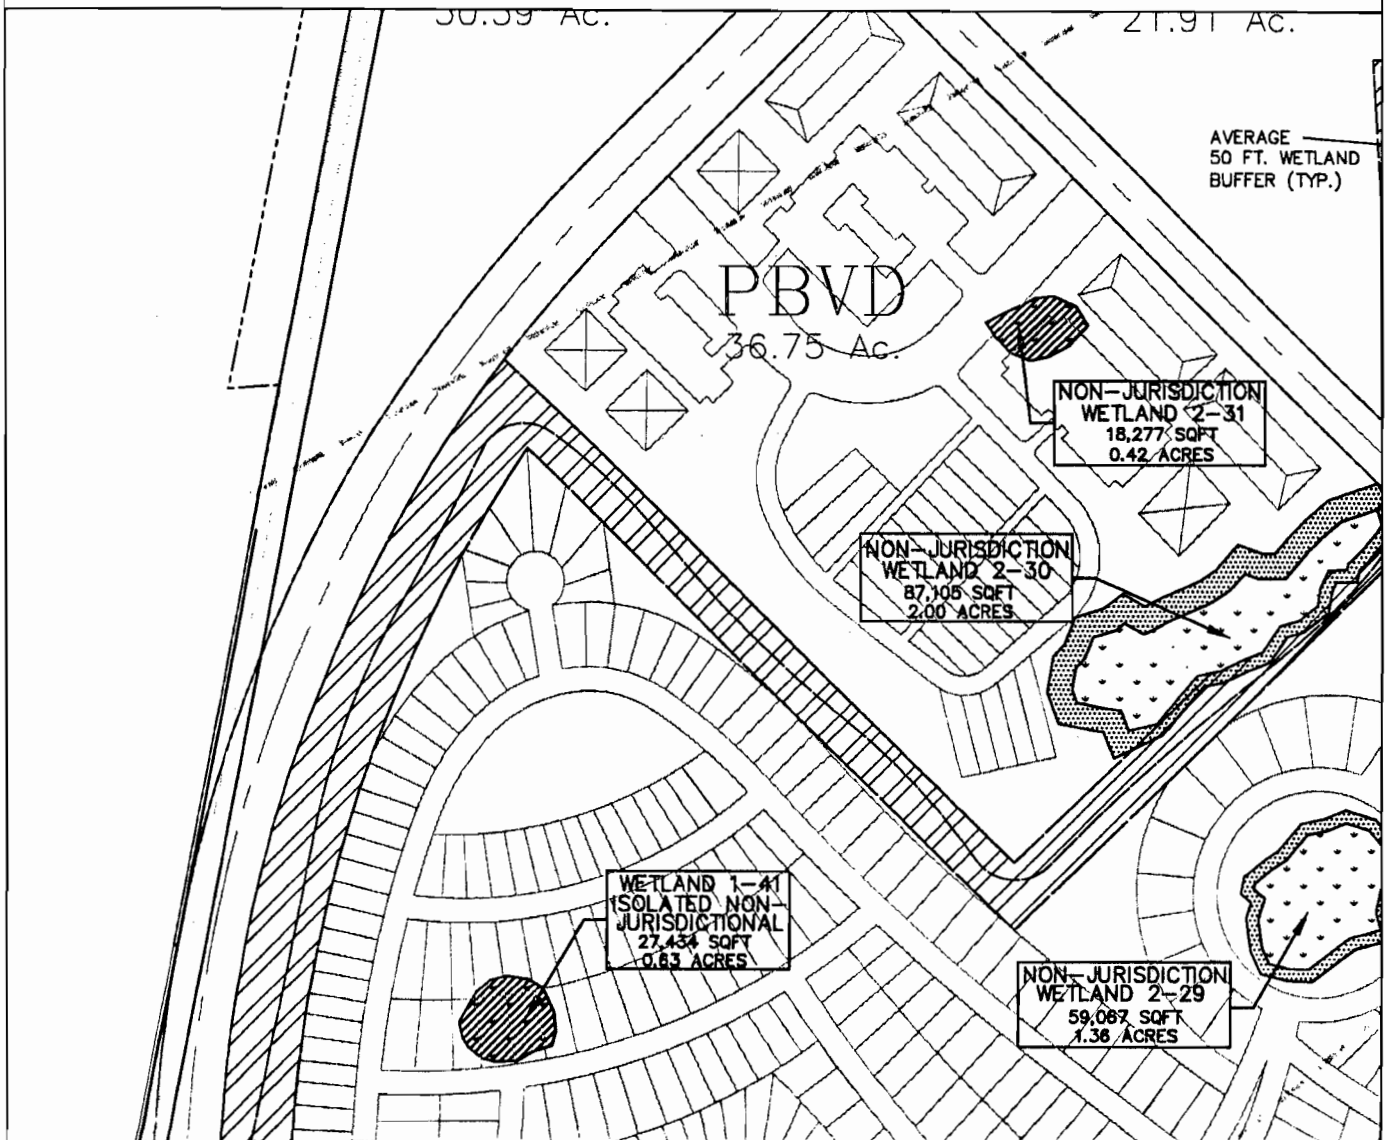 30.39 Ac.
21.91 Ac.
AVERAGE
50 FT. WETLAND
BUFFER (TYP.)
PBVD
36.75 Ac.
NON-JURISDICTION
WETLAND 2-31
18,277 SQFT
0.42 ACRES
NON-JURISDICTION
WETLAND 2-30
87,105 SQFT
2.00 ACRES
WETLAND 1-41
ISOLATED NON-
JURISDICTIONAL
27,434 SQFT
0.63 ACRES
NON-JURISDICTION
WETLAND 2-29
59,067 SQFT
1.36 ACRES